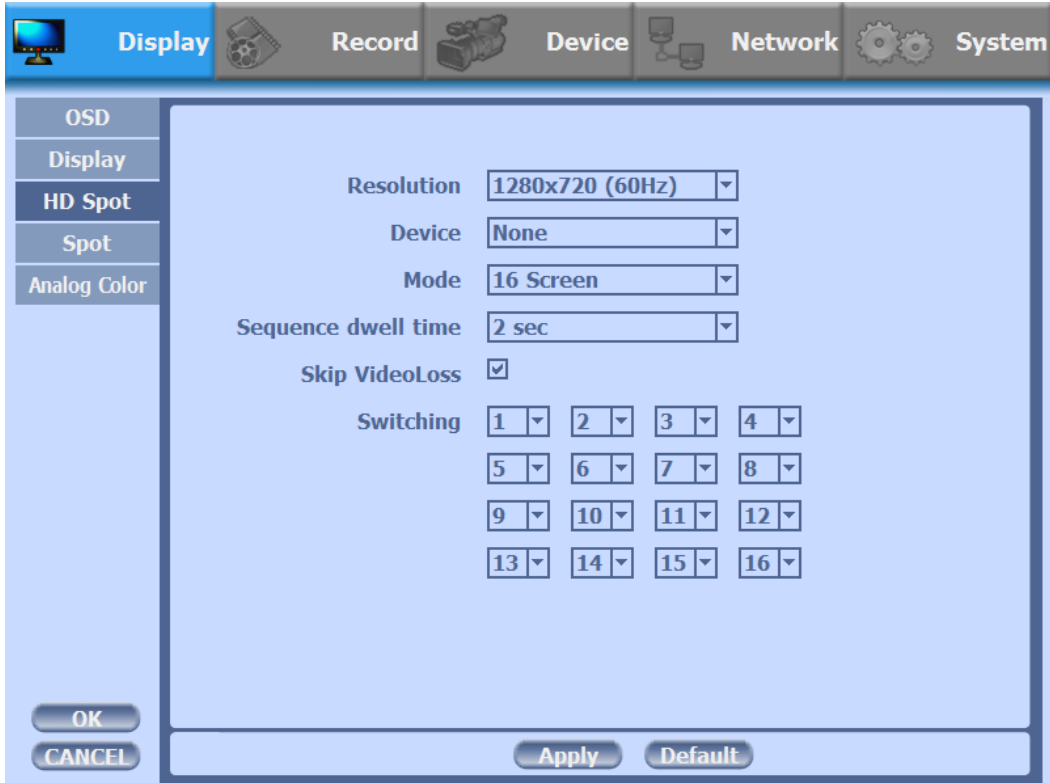 Display Record Device Network System
OSD
Display
HD Spot
Spot
Analog Color
Resolution 1280x720 (60Hz)
Device None
Mode 16 Screen
Sequence dwell time 2 sec
Skip VideoLoss
Switching 1 2 3 4
5 6 7 8
9 10 11 12
13 14 15 16
OK
CANCEL
Apply Default